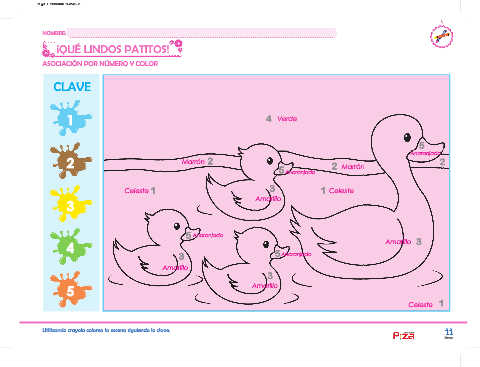 NOMBRE:
¡QUÉ LINDOS PATITOS!
ASOCIACIÓN POR NÚMERO Y COLOR
CLAVE
1
2
3
4
5
4 Verde
5 Anaranjado
Marrón 2
2 Marrón
2
5 Anaranjado
Celeste 1
3
Amarillo
1 Celeste
5 Anaranjado
3
Amarillo
Amarillo 3
5 Anaranjado
3
Amarillo
Celeste 1
Utilizando crayola colorea la escena siguiendo la clave.
11